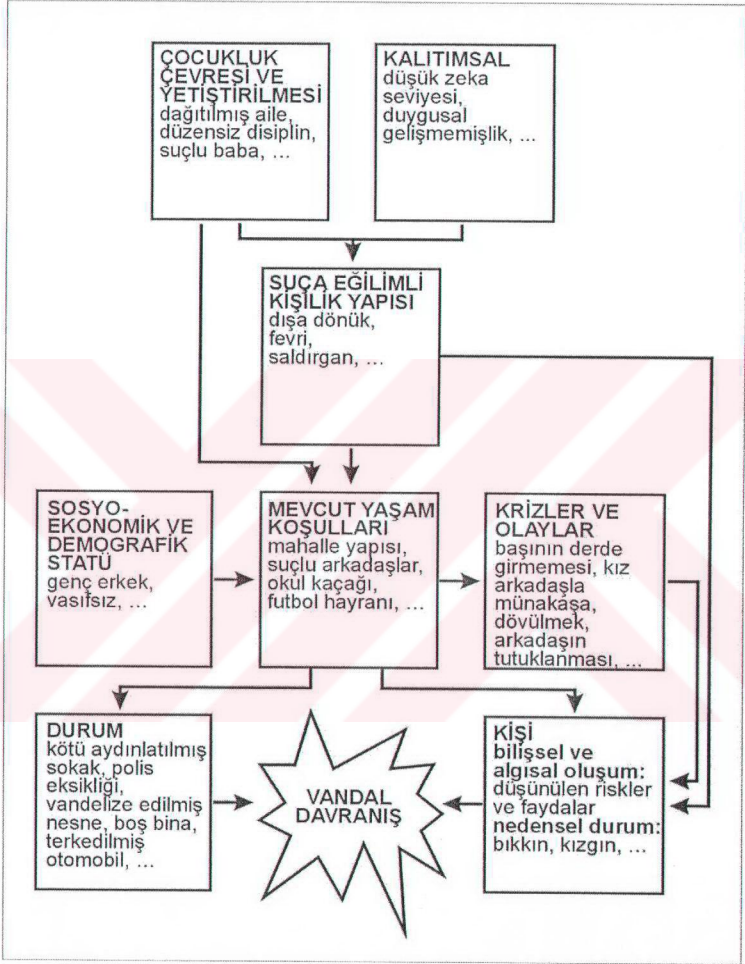 ÇOCUKLUK
ÇEVRESİ VE
YETİŞTİRİLMESİ
dağıtılmış aile,
düzensiz disiplin,
suçlu baba, ...
KALITIMSAL
düşük zeka
seviyesi,
duygusal
gelişmemişlik, ...
SUÇA EĞİLİMLİ
KİŞİLİK YAPISI
dışa dönük,
fevri,
saldırgan, ...
SOSYO-
EKONOMİK VE
DEMOGRAFİK
STATÜ
genç erkek,
vasıfsız, ...
MEVCUT YAŞAM
KOŞULLARI
mahalle yapısı,
suçlu arkadaşlar,
okul kaçağı,
futbol hayranı, ...
KRİZLER VE
OLAYLAR
başının derde
girmemesi, kız
arkadaşla
münakaşa,
dövülmek,
arkadaşın
tutuklanması, ...
DURUM
kötü aydınlatılmış
sokak, polis
eksikliği,
vandelize edilmiş
nesne, boş bina,
terkedilmiş
otomobil, ...
VANDAL
DAVRANIŞ
KİŞİ
bilişsel ve
algısal oluşum:
düşünülen riskler
ve faydalar
nedensel durum:
bıkkın, kızgın, ...